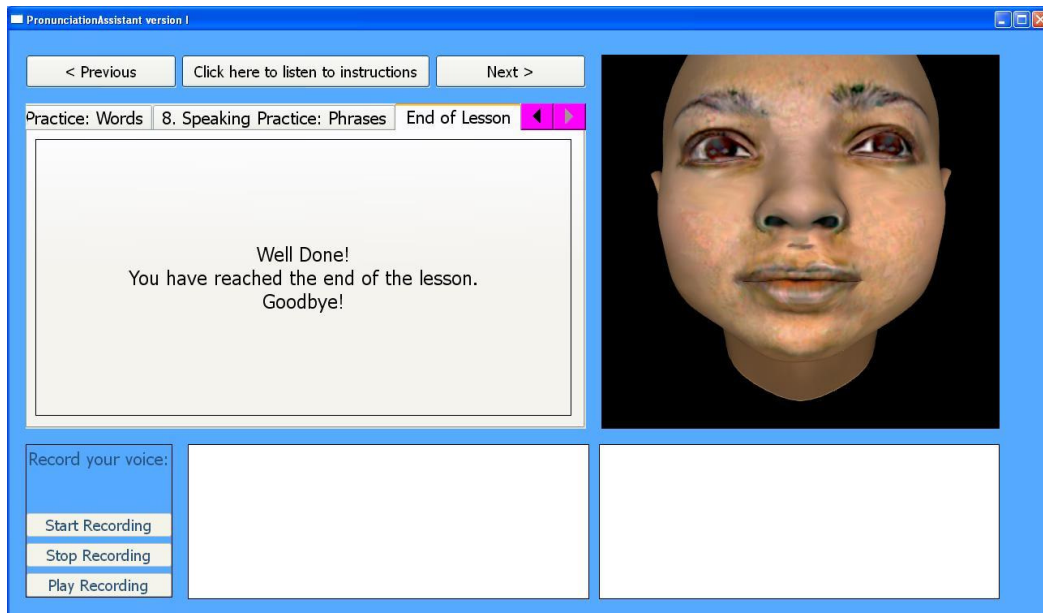 PronunciationAssistant version I
< Previous
Click here to listen to instructions
Next >
Practice: Words
8. Speaking Practice: Phrases
End of Lesson
Well Done!
You have reached the end of the lesson.
Goodbye!
Record your voice:
Start Recording
Stop Recording
Play Recording